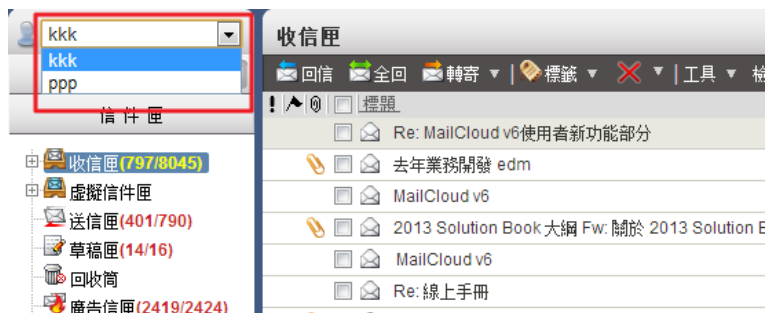 kkk
kkk
ppp
信件匣
收信匣(797/8045)
虛擬信件匣
送信匣(401/790)
草稿匣(14/16)
回收筒
廣告信匣(2419/2424)
收信匣
回信 全回 轉寄 ▼ | 標籤 ▼ ▼ | 工具 ▼
標題
Re: MailCloud v6使用者新功能部分
去年業務開發 edm
MailCloud v6
2013 Solution Book 大綱 Fw: 關於 2013 Solution
MailCloud v6
Re: 線上手冊